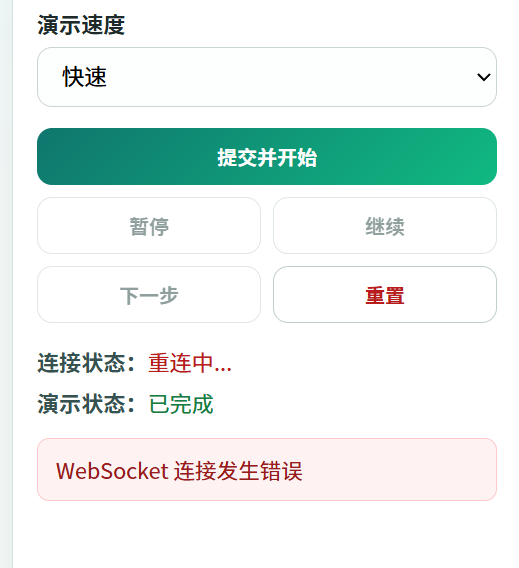 演示速度
快速
提交并开始
暂停
继续
下一步
重置
连接状态：重连中...
演示状态：已完成
WebSocket 连接发生错误